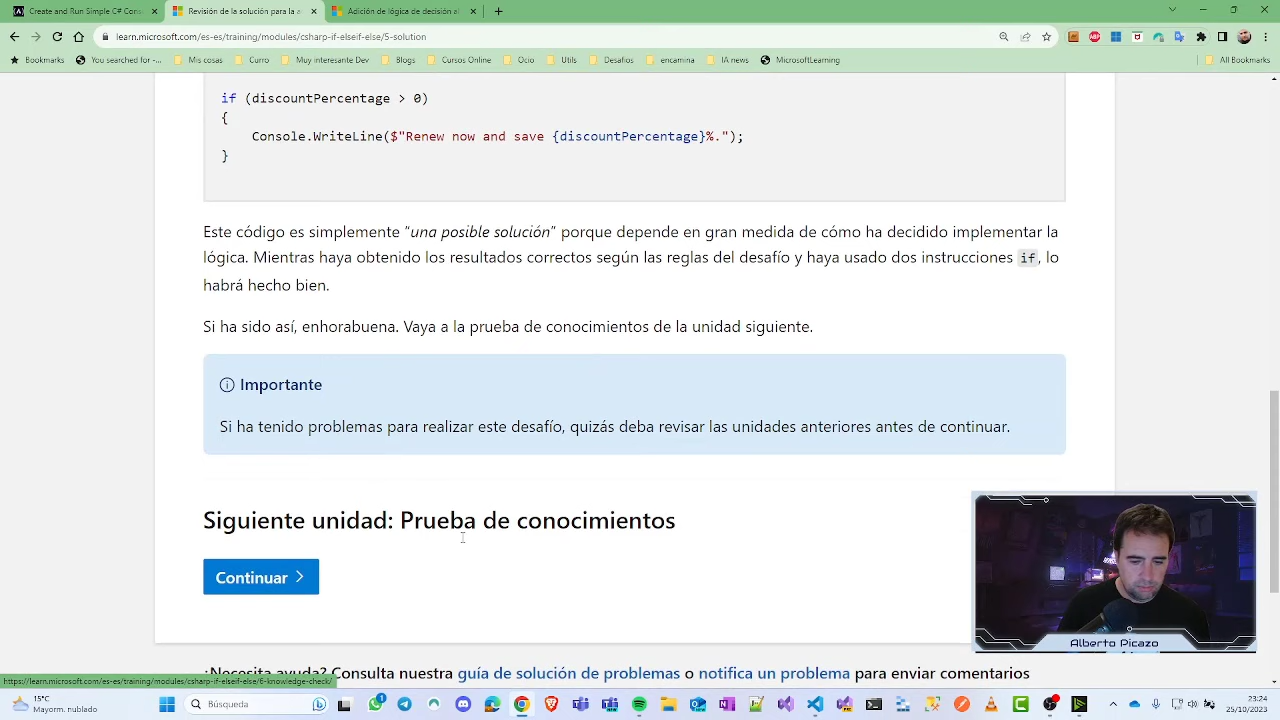 Create and Run Simple C# Conso
Revisión de la solución para la a
Adición de lógica de decisión al
learn.microsoft.com/es-es/training/modules/csharp-if-elseif-else/5-solution
Bookmarks
You searched for -...
Mis cosas
Curro
Muy interesante Dev
Blogs
Cursos Online
Ocio
Utils
Desafios
encamina
IA news
MicrosoftLearning
All Bookmarks
if (discountPercentage > 0)
{
Console.WriteLine($"Renew now and save {discountPercentage}%.");
}
Este código es simplemente “una posible solución” porque depende en gran medida de cómo ha decidido implementar la
lógica. Mientras haya obtenido los resultados correctos según las reglas del desafío y haya usado dos instrucciones if, lo
habrá hecho bien.
Si ha sido así, enhorabuena. Vaya a la prueba de conocimientos de la unidad siguiente.
Importante
Si ha tenido problemas para realizar este desafío, quizás deba revisar las unidades anteriores antes de continuar.
Siguiente unidad: Prueba de conocimientos
Continuar
Alberto Picazo
¿Necesita ayuda? Consulta nuestra guía de solución de problemas o notifica un problema para enviar comentarios
https://learn.microsoft.com/es-es/training/modules/csharp-if-elseif-else/6-knowledge-check/
15°C
Mayorm. nublado
Búsqueda
1
23:24
25/10/2023